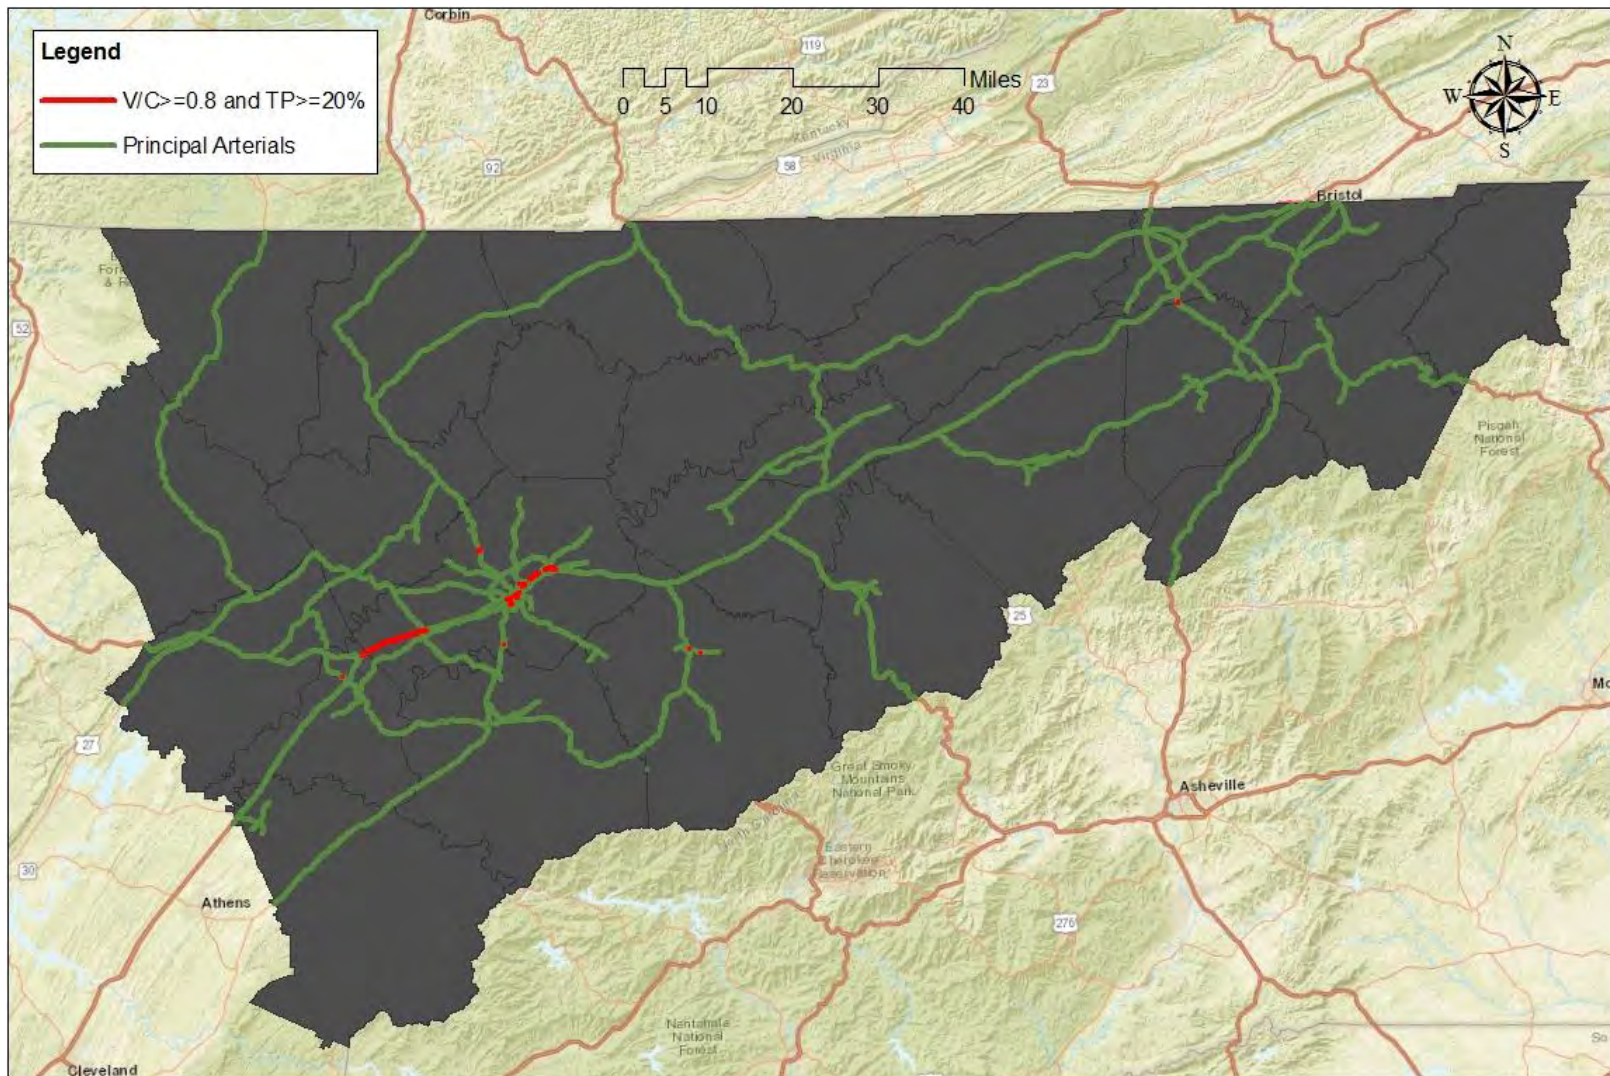 Corbin
Legend
V/C>=0.8 and TP>=20%
Principal Arterials
119
Miles
0 5 10 20 30 40
23
N
W E
S
Kentucky
Virginia
92
58
Bristol
52
Pisgah
National
Forest
25
27
Great Smoky
Mountains
National Park
Asheville
Eastern
Cherokee
Reservation
30
Athens
276
Nantahala
National
Forest
Cleveland